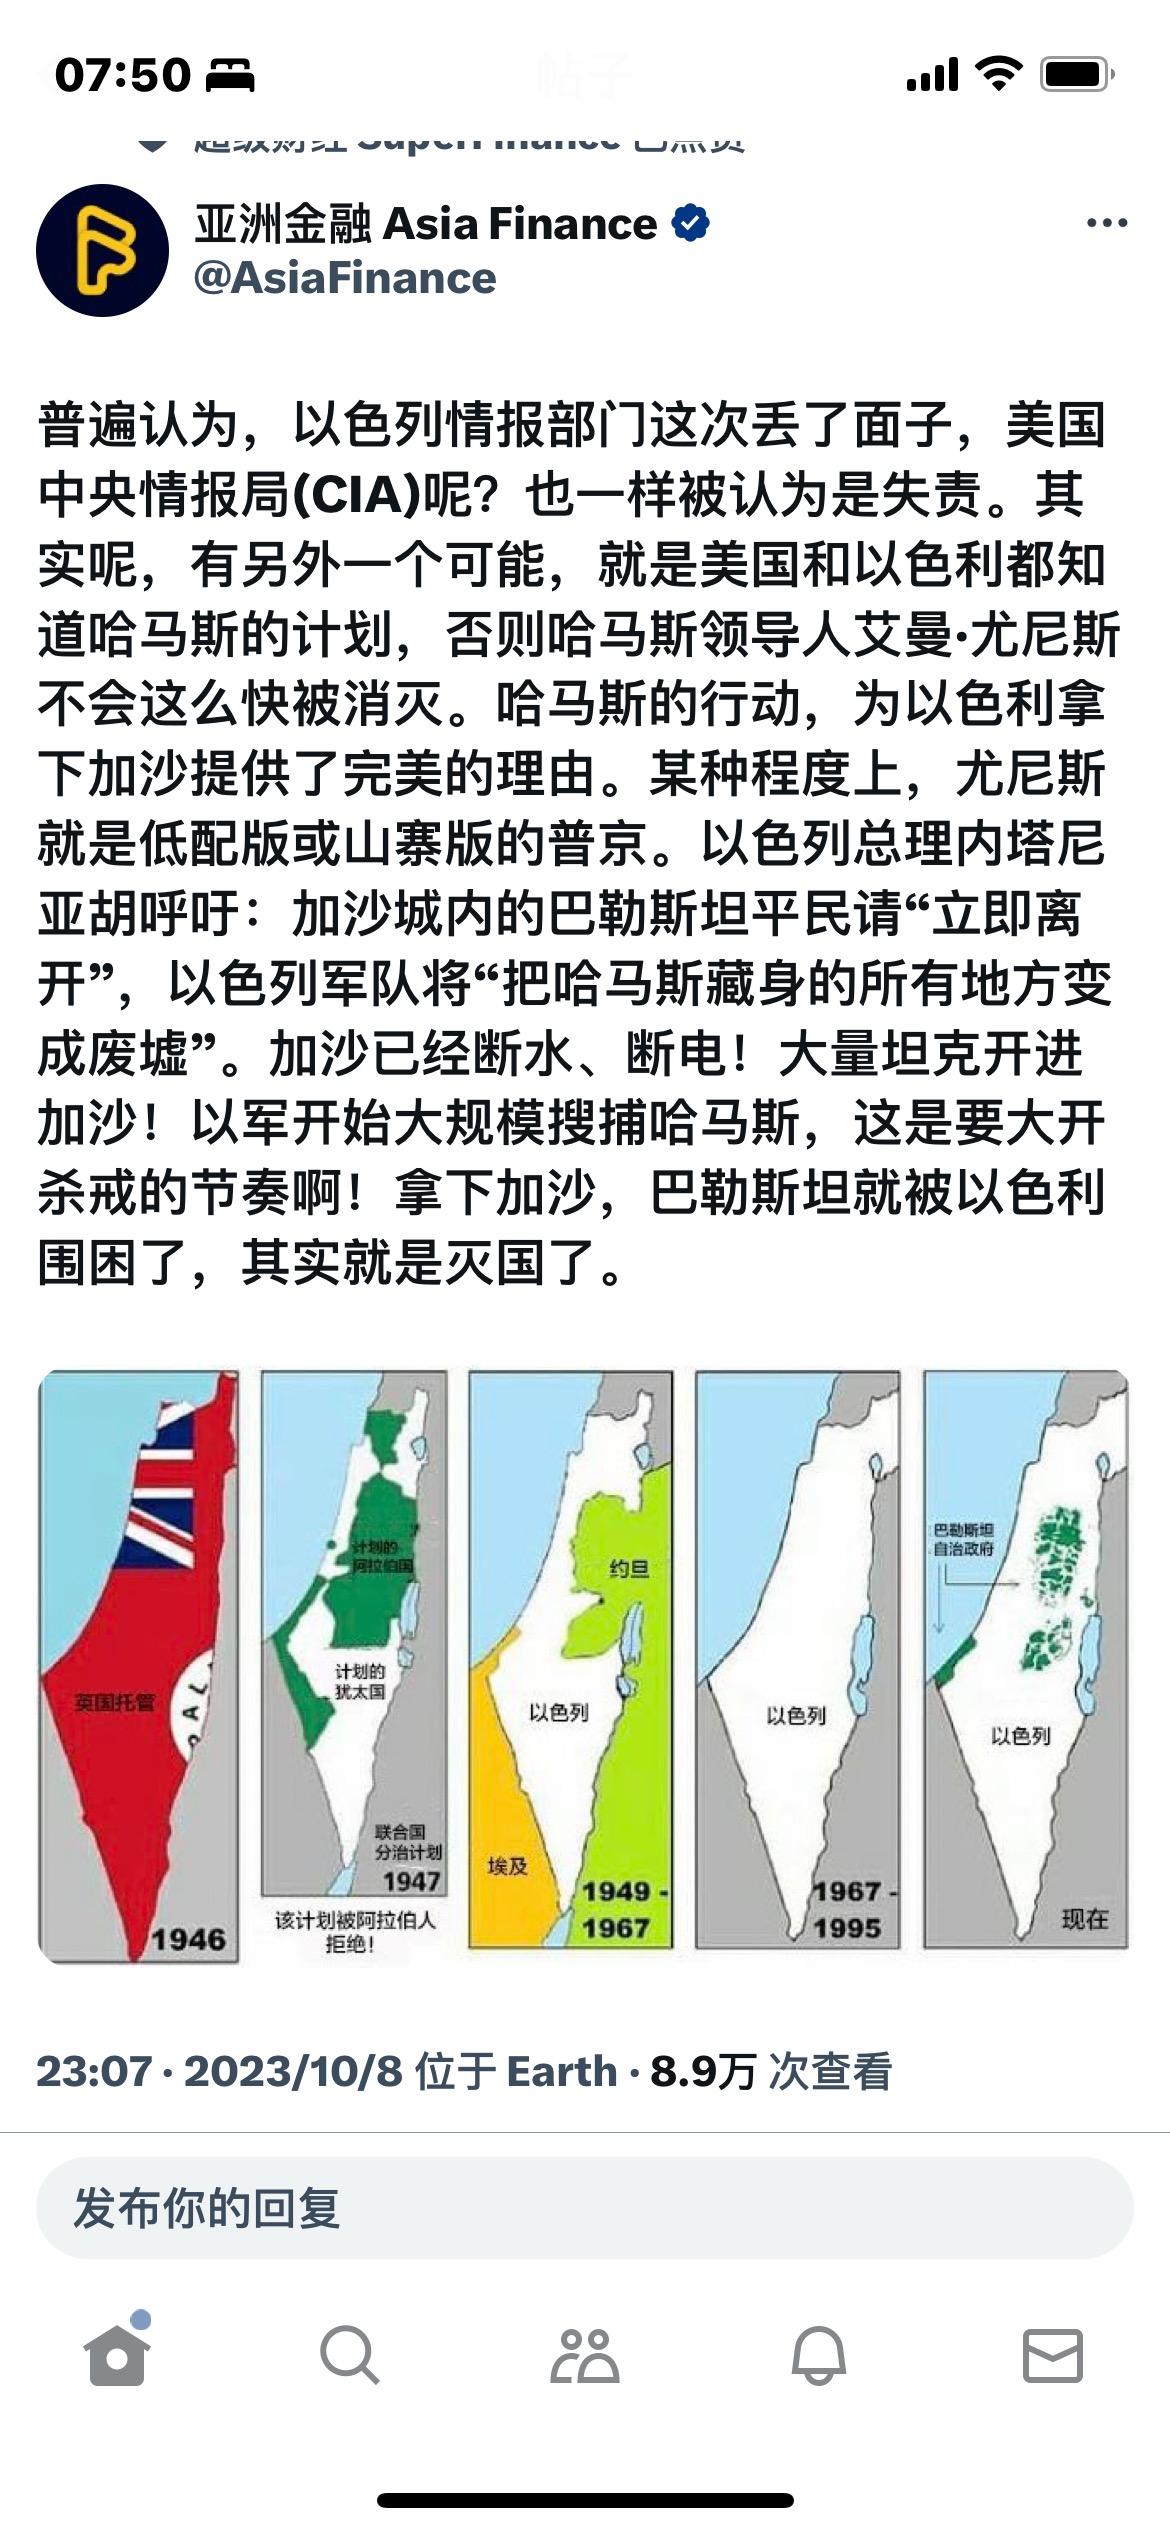 07:50
亚洲金融 Asia Finance
@AsiaFinance
普遍认为，以色列情报部门这次丢了面子，美国
中央情报局(CIA)呢？也一样被认为是失责。其
实呢，有另外一个可能，就是美国和以色利都知
道哈马斯的计划，否则哈马斯领导人艾曼·尤尼斯
不会这么快被消灭。哈马斯的行动，为以色利拿
下加沙提供了完美的理由。某种程度上，尤尼斯
就是低配版或山寨版的普京。以色列总理内塔尼
亚胡呼吁：加沙城内的巴勒斯坦平民请“立即离
开”，以色列军队将“把哈马斯藏身的所有地方变
成废墟”。加沙已经断水、断电！大量坦克开进
加沙！以军开始大规模搜捕哈马斯，这是要大开
杀戒的节奏啊！拿下加沙，巴勒斯坦就被以色利
围困了，其实就是灭国了。
英国托管
PAL
1946
计划的
阿拉伯国
计划的
犹太国
联合国
分治计划
1947
该计划被阿拉伯人
拒绝！
约旦
以色列
埃及
1949 -
1967
以色列
1967 -
1995
巴勒斯坦
自治政府
以色列
现在
23:07 · 2023/10/8 位于 Earth · 8.9万 次查看
发布你的回复